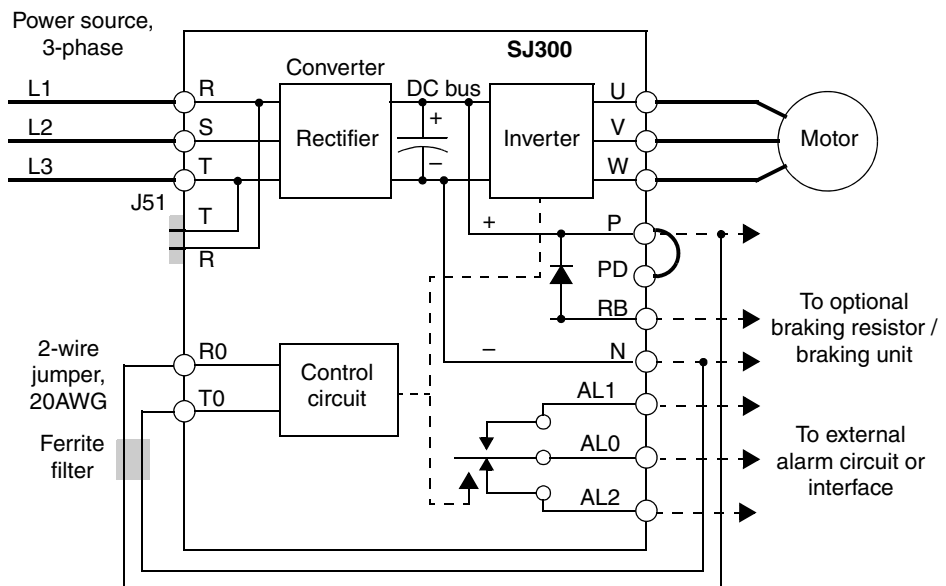 Power source,
3-phase
SJ300
Converter
L1
R
DC bus
U
+
L2
S
Rectifier
Inverter
V
Motor
–
L3
T
W
J51
T
+
P
R
PD
RB
To optional
braking resistor /
braking unit
2-wire
jumper,
20AWG
R0
–
N
Control
circuit
T0
AL1
Ferrite
filter
AL0
To external
alarm circuit or
interface
AL2